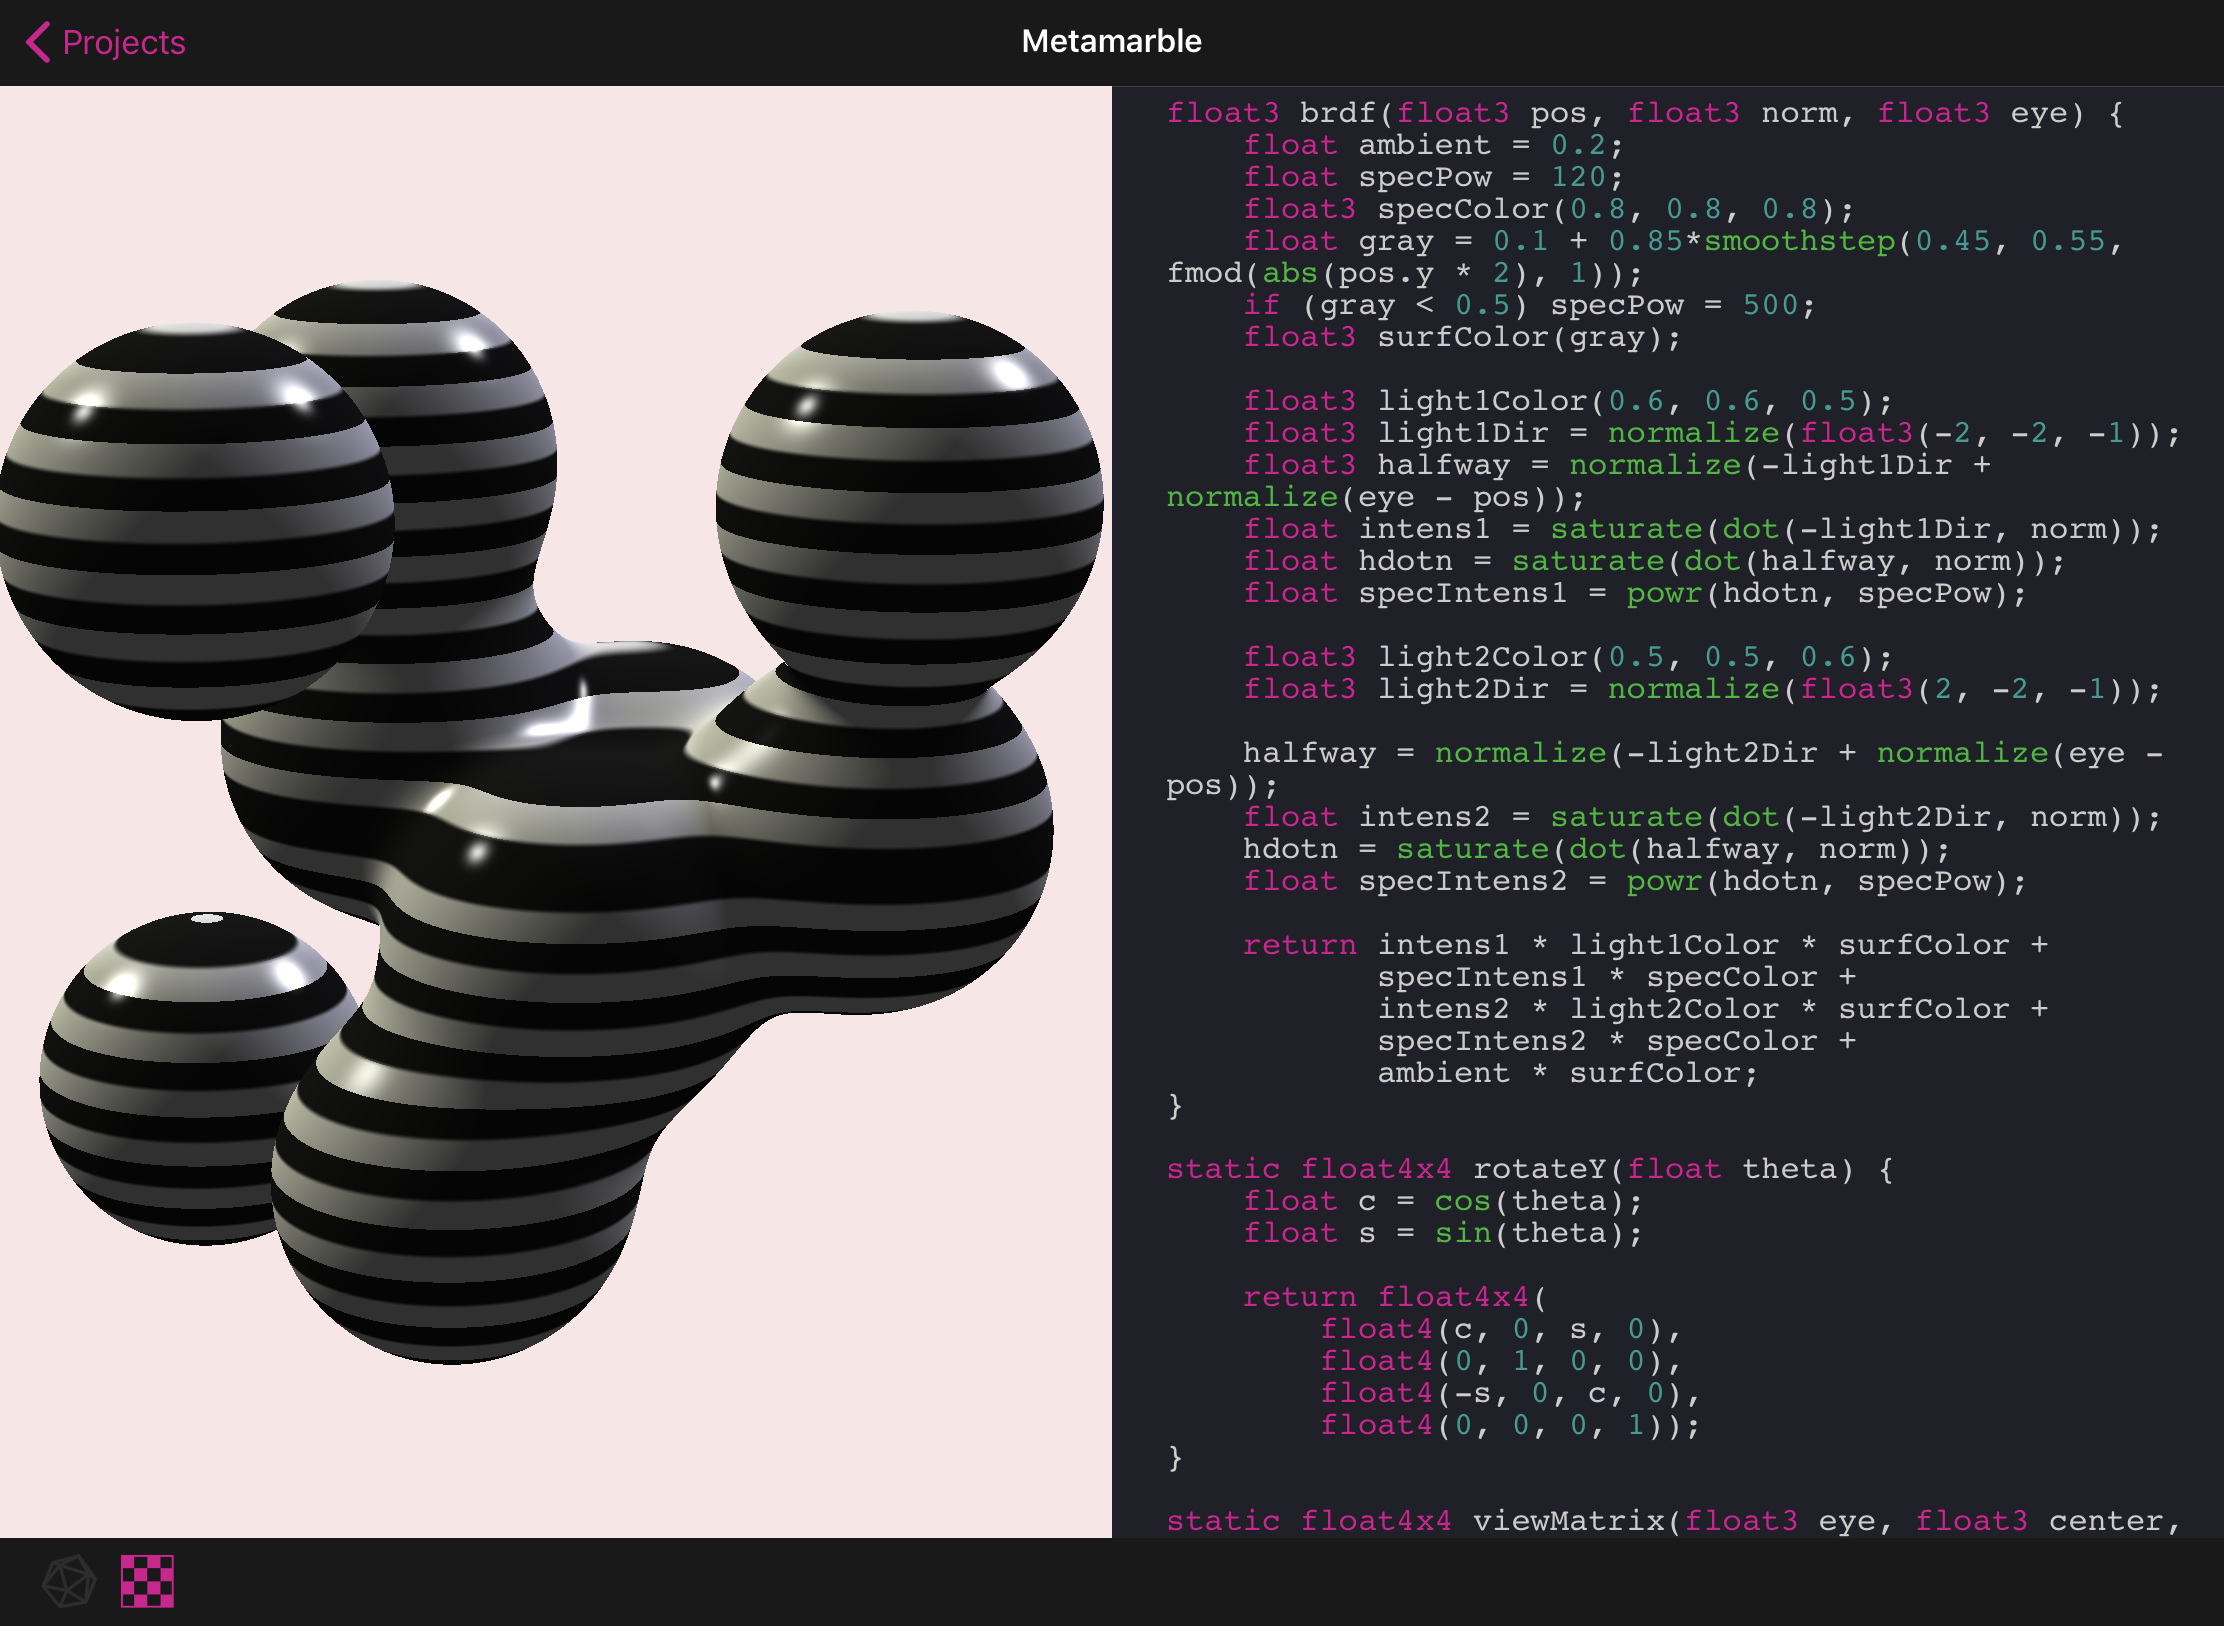 Projects
Metamarble
float3 brdf(float3 pos, float3 norm, float3 eye) {
    float ambient = 0.2;
    float specPow = 120;
    float3 specColor(0.8, 0.8, 0.8);
    float gray = 0.1 + 0.85*smoothstep(0.45, 0.55,
fmod(abs(pos.y * 2), 1));
    if (gray < 0.5) specPow = 500;
    float3 surfColor(gray);

    float3 light1Color(0.6, 0.6, 0.5);
    float3 light1Dir = normalize(float3(-2, -2, -1));
    float3 halfway = normalize(-light1Dir +
normalize(eye - pos));
    float intens1 = saturate(dot(-light1Dir, norm));
    float hdotn = saturate(dot(halfway, norm));
    float specIntens1 = powr(hdotn, specPow);

    float3 light2Color(0.5, 0.5, 0.6);
    float3 light2Dir = normalize(float3(2, -2, -1));

    halfway = normalize(-light2Dir + normalize(eye -
pos));
    float intens2 = saturate(dot(-light2Dir, norm));
    hdotn = saturate(dot(halfway, norm));
    float specIntens2 = powr(hdotn, specPow);

    return intens1 * light1Color * surfColor +
           specIntens1 * specColor +
           intens2 * light2Color * surfColor +
           specIntens2 * specColor +
           ambient * surfColor;
}

static float4x4 rotateY(float theta) {
    float c = cos(theta);
    float s = sin(theta);

    return float4x4(
        float4(c, 0, s, 0),
        float4(0, 1, 0, 0),
        float4(-s, 0, c, 0),
        float4(0, 0, 0, 1));
}

static float4x4 viewMatrix(float3 eye, float3 center,